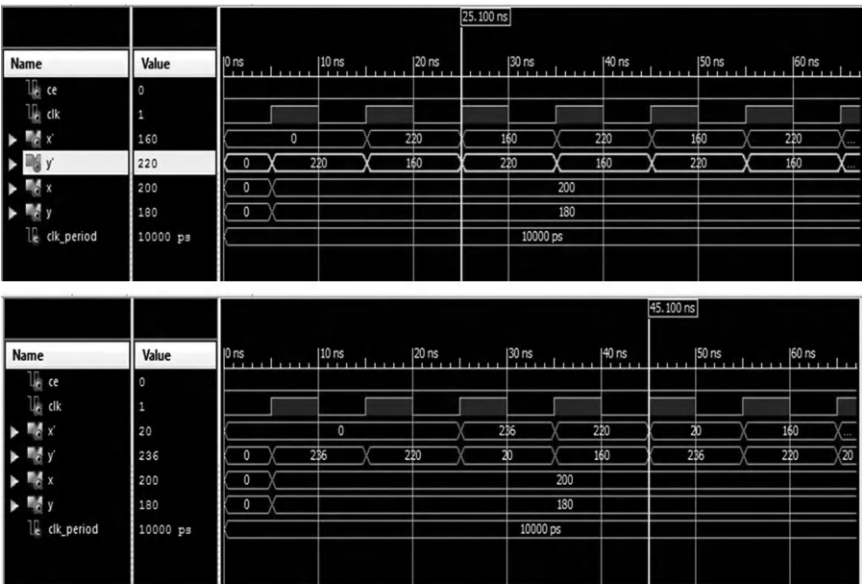 25.100 ns
Name Value 0 ns 10 ns 20 ns 30 ns 40 ns 50 ns 60 ns
ce 0
clk 1
x' 160 0 220 160 220 160 220 ...
y' 220 0 220 160 220 160 220 160 ...
x 200 0 200
y 180 0 180
clk_period 10000 ps 10000 ps
45.100 ns
Name Value 0 ns 10 ns 20 ns 30 ns 40 ns 50 ns 60 ns
ce 0
clk 1
x' 20 0 236 220 20 160 ...
y' 236 0 236 220 20 160 236 220 20
x 200 0 200
y 180 0 180
clk_period 10000 ps 10000 ps